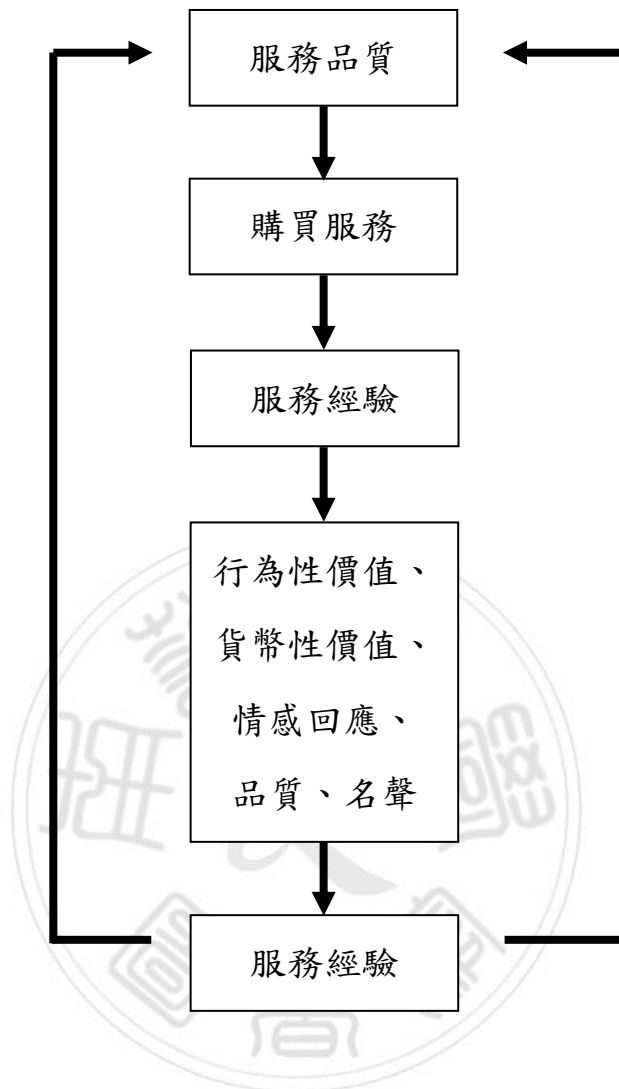 服務品質
購買服務
服務經驗
行為性價值、
貨幣性價值、
情感回應、
品質、名聲
服務經驗